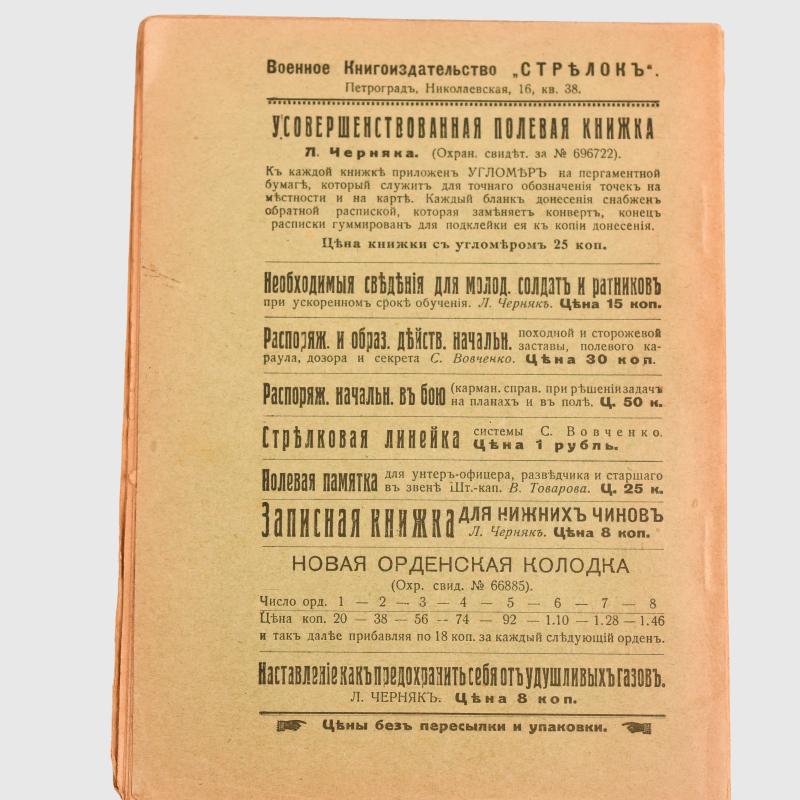 Военное Книгоиздательство „СТРѢЛОКЪ“.
Петроградъ, Николаевская, 16, кв. 38.
УСОВЕРШЕНСТВОВАННАЯ ПОЛЕВАЯ КНИЖКА
Л. Черняка. (Охран. свидѣт. за № 696722).
Къ каждой книжкѣ приложенъ УГЛОМѢРЪ на пергаментной
бумагѣ, который служитъ для точнаго обозначенія точекъ на
мѣстности и на картѣ. Каждый бланкъ донесенія снабженъ
обратной распиской, которая замѣняетъ конвертъ, конецъ
расписки гуммированъ для подклейки ея къ копіи донесенія.
Цѣна книжки съ угломѣромъ 25 коп.
Необходимыя свѣдѣнія для молод. солдатъ и ратниковъ
при ускоренномъ срокѣ обученія. Л. Чернякъ. Цѣна 15 коп.
Распоряж. и образ. дѣйств. начальн. походной и сторожевой
заставы, полевого ка-
раула, дозора и секрета С. Вовченко. Цѣна 30 коп.
Распоряж. начальн. въ бою (карман. справ. при рѣшеніи задачъ
на планахъ и въ полѣ. Ц. 50 к.
Стрѣлковая линейка системы С. Вовченко.
Цѣна 1 рубль.
Полевая памятка для унтеръ-офицера, развѣдчика и старшаго
въ звенѣ Шт.-кап. В. Товарова. Ц. 25 к.
Записная книжка ДЛЯ НИЖНИХЪ ЧИНОВЪ
Л. Чернякъ. Цѣна 8 коп.
НОВАЯ ОРДЕНСКАЯ КОЛОДКА
(Охр. свид. № 66885).
Число орд. 1 — 2 — 3 — 4 — 5 — 6 — 7 — 8
Цѣна коп. 20 — 38 — 56 -- 74 — 92 — 1.10 — 1.28 — 1.46
и такъ далѣе прибавляя по 18 коп. за каждый слѣдующій орденъ.
Наставленіе какъ предохранить себя отъ удушливыхъ газовъ.
Л. ЧЕРНЯКЪ. Цѣна 8 коп.
Цѣны безъ пересылки и упаковки.